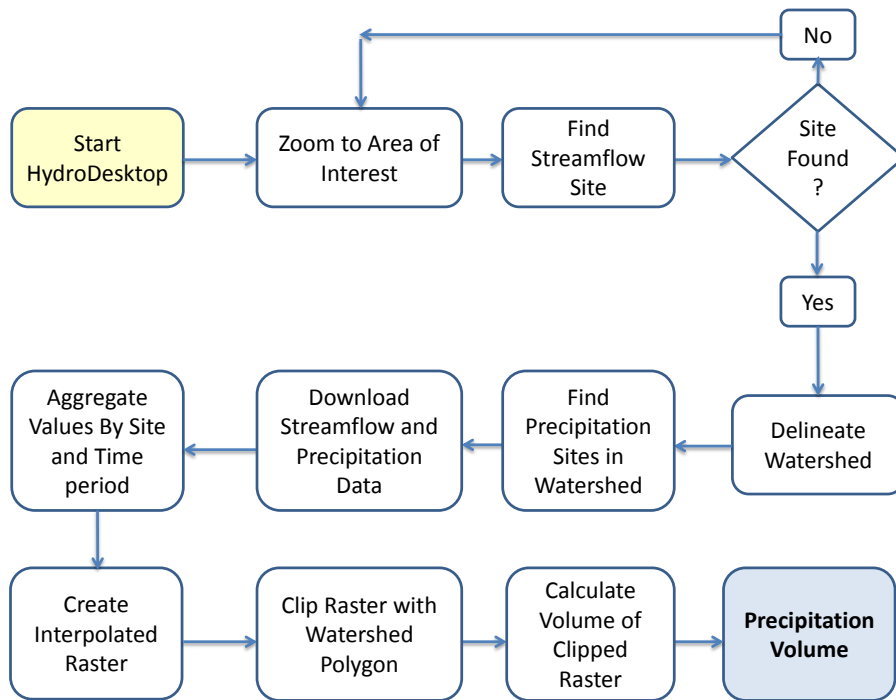 No
Start
HydroDesktop
Zoom to Area of
Interest
Find
Streamflow
Site
Site
Found
?
Yes
Aggregate
Values By Site
and Time
period
Download
Streamflow and
Precipitation
Data
Find
Precipitation
Sites in
Watershed
Delineate
Watershed
Create
Interpolated
Raster
Clip Raster with
Watershed
Polygon
Calculate
Volume of
Clipped
Raster
Precipitation
Volume